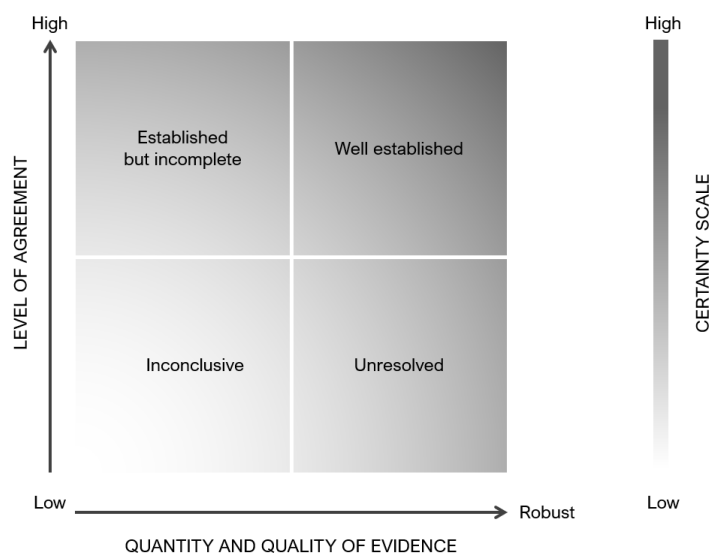 High
High
Established
but incomplete
Well established
LEVEL OF AGREEMENT
CERTAINTY SCALE
Inconclusive
Unresolved
Low
Robust
Low
QUANTITY AND QUALITY OF EVIDENCE